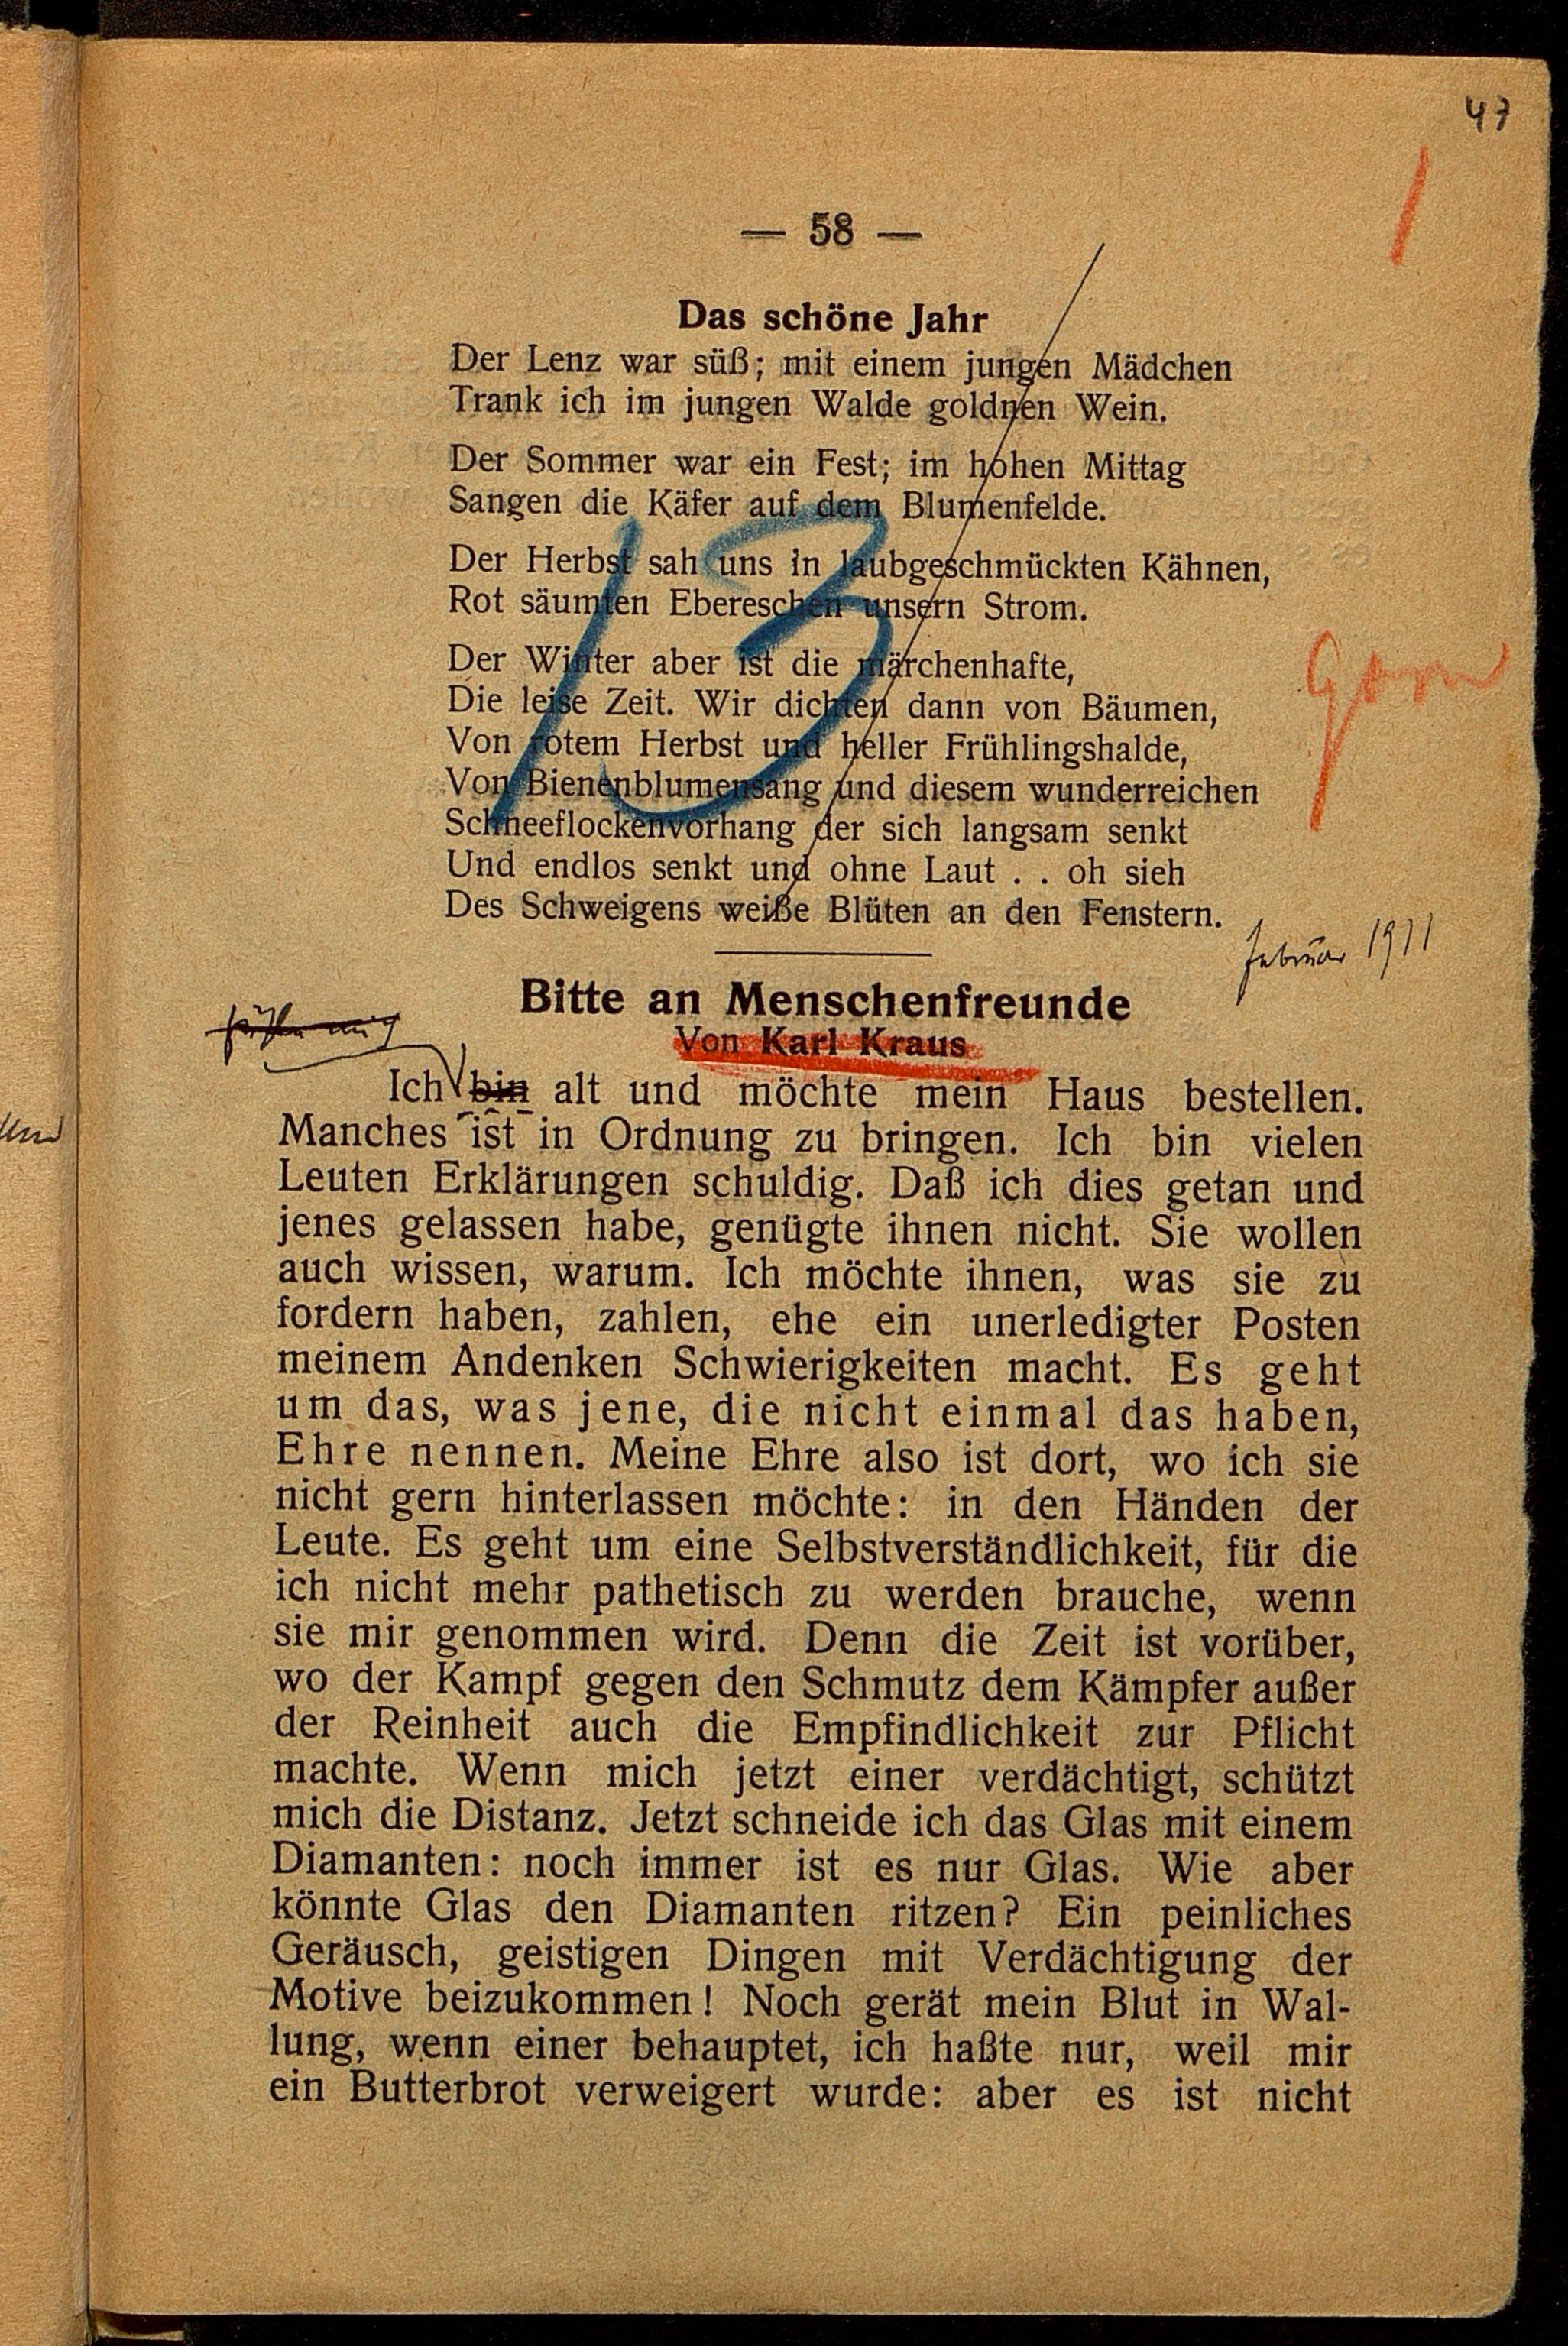 47
— 58 —
Das schöne Jahr
Der Lenz war süß; mit einem jungen Mädchen
Trank ich im jungen Walde goldnen Wein.
Der Sommer war ein Fest; im hohen Mittag
Sangen die Käfer auf dem Blumenfelde.
13
Der Herbst sah uns in laubgeschmückten Kähnen,
Rot säumten Ebereschen unsern Strom.
Der Winter aber ist die märchenhafte,
Die leise Zeit. Wir dichten dann von Bäumen,
Von rotem Herbst und heller Frühlingshalde,
Von Bienenblumensang und diesem wunderreichen
Schneeflockenvorhang der sich langsam senkt
Und endlos senkt und ohne Laut . . oh sieh
Des Schweigens weiße Blüten an den Fenstern.
Februar 1911
Bitte an Menschenfreunde
Von Karl Kraus
Ich bin alt und möchte mein Haus bestellen.
Manches ist in Ordnung zu bringen. Ich bin vielen
Leuten Erklärungen schuldig. Daß ich dies getan und
jenes gelassen habe, genügte ihnen nicht. Sie wollen
auch wissen, warum. Ich möchte ihnen, was sie zu
fordern haben, zahlen, ehe ein unerledigter Posten
meinem Andenken Schwierigkeiten macht. Es geht
um das, was jene, die nicht einmal das haben,
Ehre nennen. Meine Ehre also ist dort, wo ich sie
nicht gern hinterlassen möchte: in den Händen der
Leute. Es geht um eine Selbstverständlichkeit, für die
ich nicht mehr pathetisch zu werden brauche, wenn
sie mir genommen wird. Denn die Zeit ist vorüber,
wo der Kampf gegen den Schmutz dem Kämpfer außer
der Reinheit auch die Empfindlichkeit zur Pflicht
machte. Wenn mich jetzt einer verdächtigt, schützt
mich die Distanz. Jetzt schneide ich das Glas mit einem
Diamanten: noch immer ist es nur Glas. Wie aber
könnte Glas den Diamanten ritzen? Ein peinliches
Geräusch, geistigen Dingen mit Verdächtigung der
Motive beizukommen! Noch gerät mein Blut in Wal-
lung, wenn einer behauptet, ich haßte nur, weil mir
ein Butterbrot verweigert wurde: aber es ist nicht